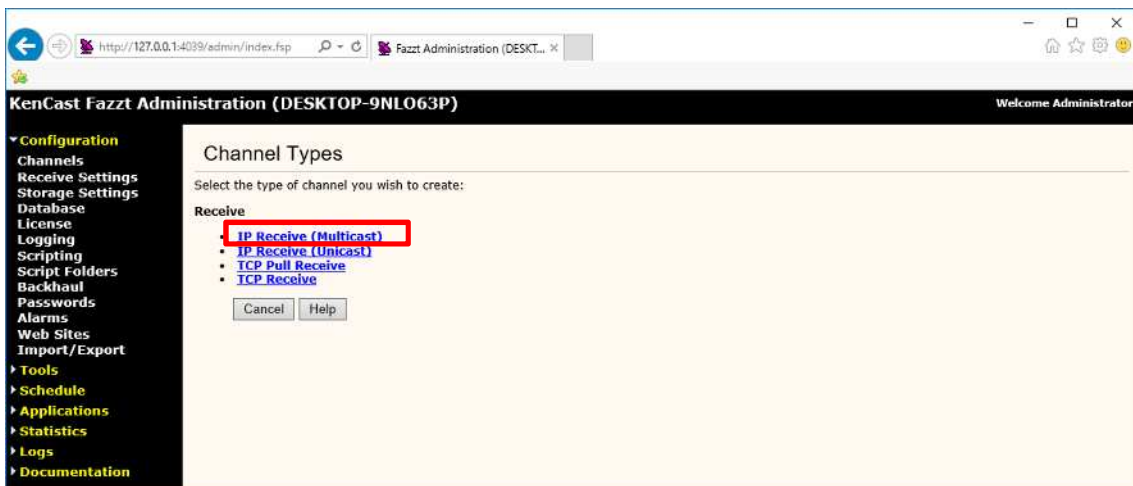 http://127.0.0.1:4039/admin/index.fsp
Fazzt Administration (DESKT...
KenCast Fazzt Administration (DESKTOP-9NLO63P)
Welcome Administrator
Configuration
Channels
Receive Settings
Storage Settings
Database
License
Logging
Scripting
Script Folders
Backhaul
Passwords
Alarms
Web Sites
Import/Export
Tools
Schedule
Applications
Statistics
Logs
Documentation
Channel Types
Select the type of channel you wish to create:
Receive
IP Receive (Multicast)
IP Receive (Unicast)
TCP Pull Receive
TCP Receive
Cancel Help